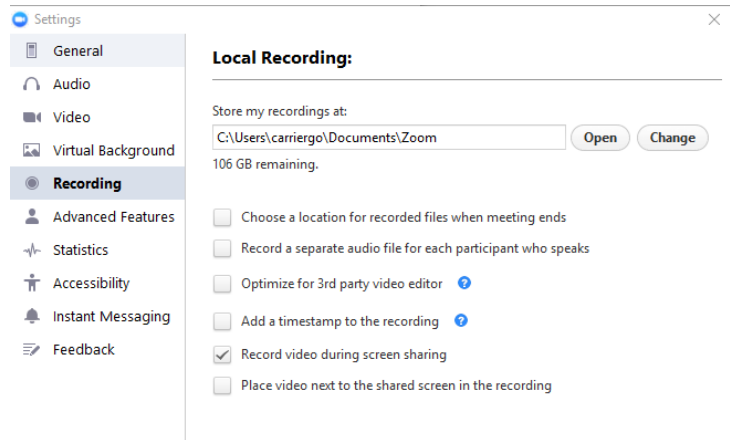 Settings
General
Audio
Video
Virtual Background
Recording
Advanced Features
Statistics
Accessibility
Instant Messaging
Feedback
Local Recording:
Store my recordings at:
C:\Users\carriergo\Documents\Zoom
Open
Change
106 GB remaining.
Choose a location for recorded files when meeting ends
Record a separate audio file for each participant who speaks
Optimize for 3rd party video editor ?
Add a timestamp to the recording ?
Record video during screen sharing
Place video next to the shared screen in the recording